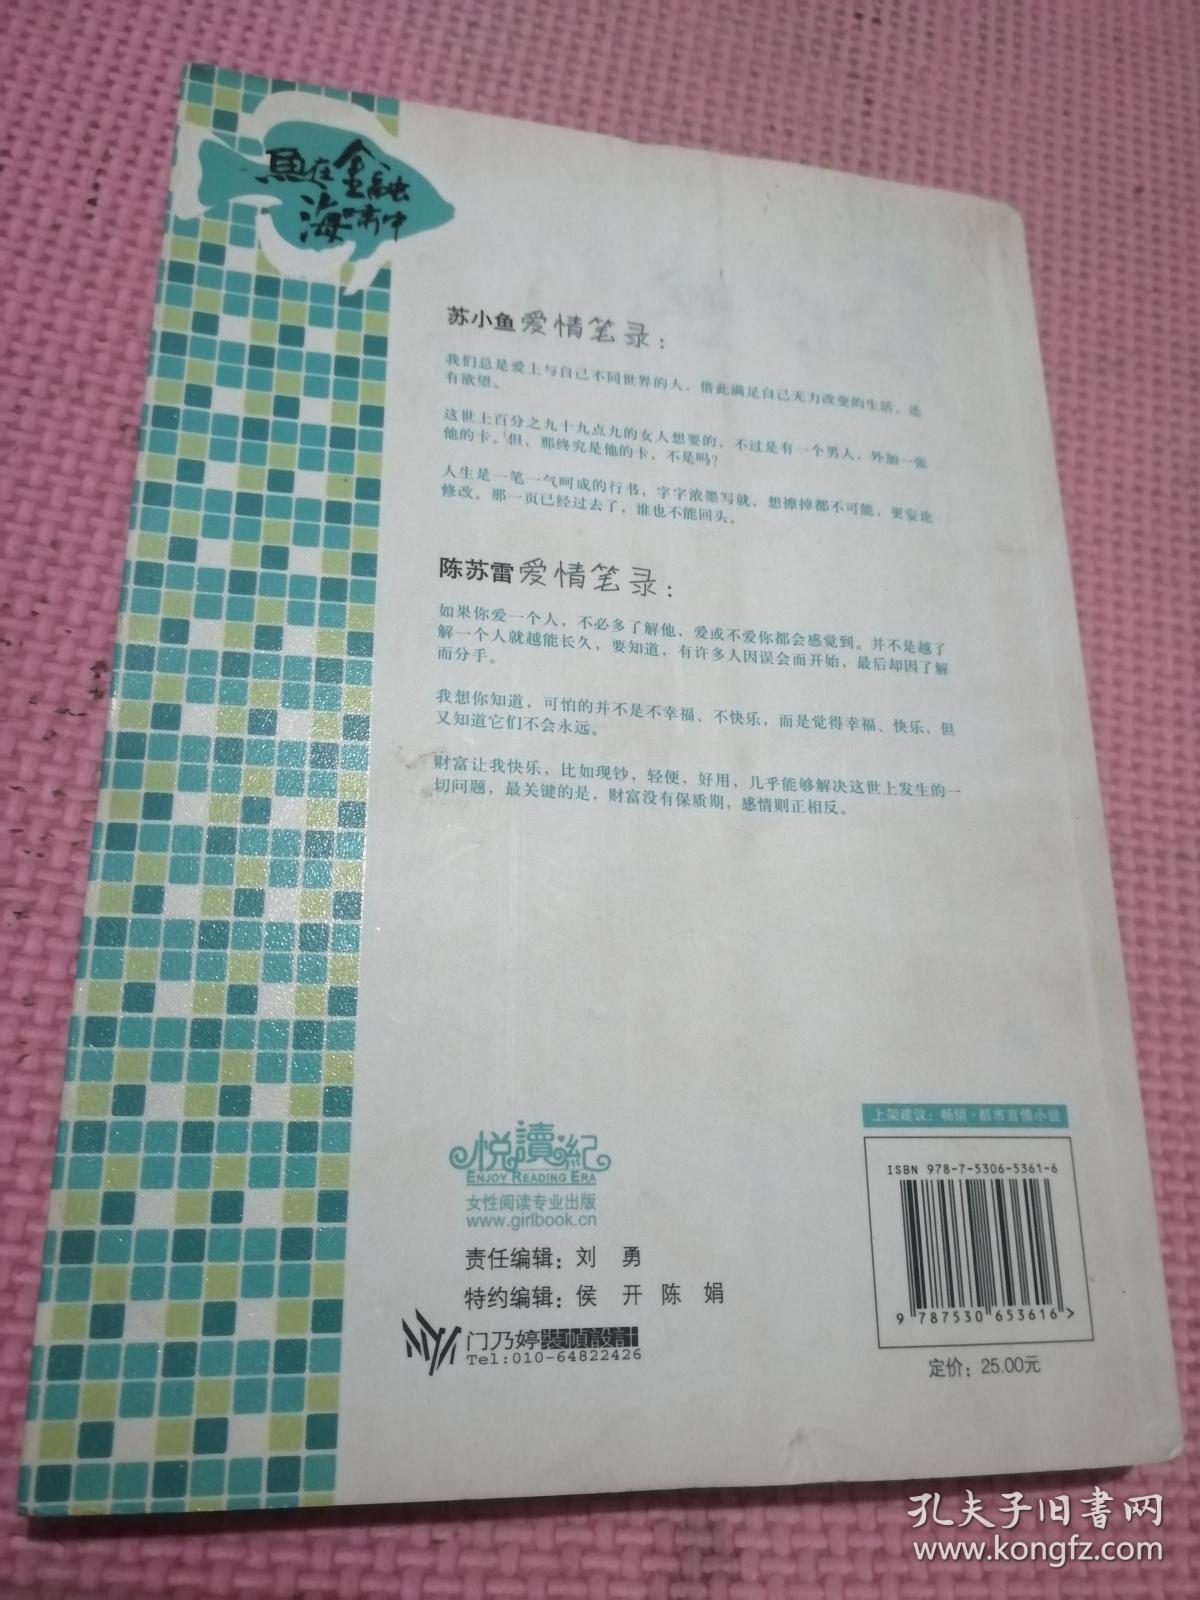 魚在金融
海啸中
苏小鱼爱情笔录：
我们总是爱上与自己不同世界的人，借此满足自己无力改变的生活，还
有欲望。
这世上百分之九十九点九的女人想要的，不过是有一个男人，外加一张
他的卡。但，那终究是他的卡，不是吗？
人生是一笔一气呵成的行书，字字浓墨写就，想擦掉都不可能，更妄论
修改。那一页已经过去了，谁也不能回头。
陈苏雷爱情笔录：
如果你爱一个人，不必多了解他，爱或不爱你都会感觉到。并不是越了
解一个人就越能长久，要知道，有许多人因误会而开始，最后却因了解
而分手。
我想你知道，可怕的并不是不幸福、不快乐，而是觉得幸福、快乐，但
又知道它们不会永远。
财富让我快乐，比如现钞，轻便，好用，几乎能够解决这世上发生的一
切问题，最关键的是，财富没有保质期，感情则正相反。
悦讀紀
ENJOY READING ERA
女性阅读专业出版
www.girlbook.cn
责任编辑：刘 勇
特约编辑：侯 开 陈 娟
门乃婷装幀設計
Tel:010-64822426
上架建议：畅销·都市言情小说
ISBN 978-7-5306-5361-6
9 787530 653616 >
定价：25.00元
孔夫子旧书网
www.kongfz.com